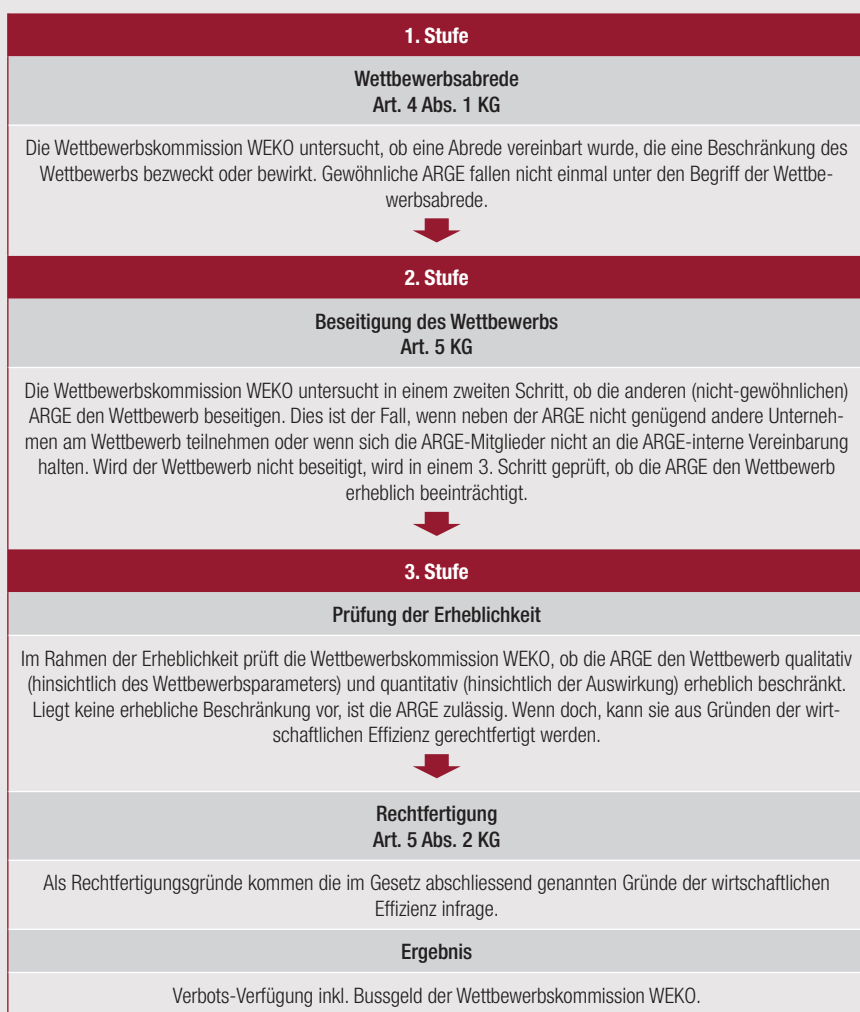 1. Stufe
Wettbewerbsabrede
Art. 4 Abs. 1 KG
Die Wettbewerbskommission WEKO untersucht, ob eine Abrede vereinbart wurde, die eine Beschränkung des
Wettbewerbs bezweckt oder bewirkt. Gewöhnliche ARGE fallen nicht einmal unter den Begriff der Wettbe-
werbsabrede.
2. Stufe
Beseitigung des Wettbewerbs
Art. 5 KG
Die Wettbewerbskommission WEKO untersucht in einem zweiten Schritt, ob die anderen (nicht-gewöhnlichen)
ARGE den Wettbewerb beseitigen. Dies ist der Fall, wenn neben der ARGE nicht genügend andere Unterneh-
men am Wettbewerb teilnehmen oder wenn sich die ARGE-Mitglieder nicht an die ARGE-interne Vereinbarung
halten. Wird der Wettbewerb nicht beseitigt, wird in einem 3. Schritt geprüft, ob die ARGE den Wettbewerb
erheblich beeinträchtigt.
3. Stufe
Prüfung der Erheblichkeit
Im Rahmen der Erheblichkeit prüft die Wettbewerbskommission WEKO, ob die ARGE den Wettbewerb qualitativ
(hinsichtlich des Wettbewerbsparameters) und quantitativ (hinsichtlich der Auswirkung) erheblich beschränkt.
Liegt keine erhebliche Beschränkung vor, ist die ARGE zulässig. Wenn doch, kann sie aus Gründen der wirt-
schaftlichen Effizienz gerechtfertigt werden.
Rechtfertigung
Art. 5 Abs. 2 KG
Als Rechtfertigungsgründe kommen die im Gesetz abschliessend genannten Gründe der wirtschaftlichen
Effizienz infrage.
Ergebnis
Verbots-Verfügung inkl. Bussgeld der Wettbewerbskommission WEKO.